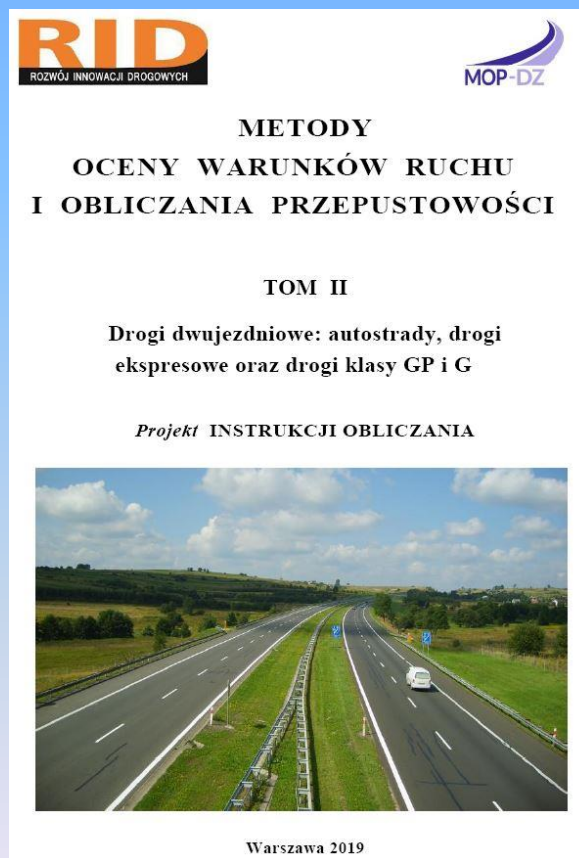 RID
ROZWÓJ INNOWACJI DROGOWYCH
MOP-DZ
METODY
OCENY WARUNKÓW RUCHU
I OBLICZANIA PRZEPUSTOWOŚCI
TOM II
Drogi dwujezdniowe: autostrady, drogi
ekspresowe oraz drogi klasy GP i G
Projekt INSTRUKCJI OBLICZANIA
Warszawa 2019